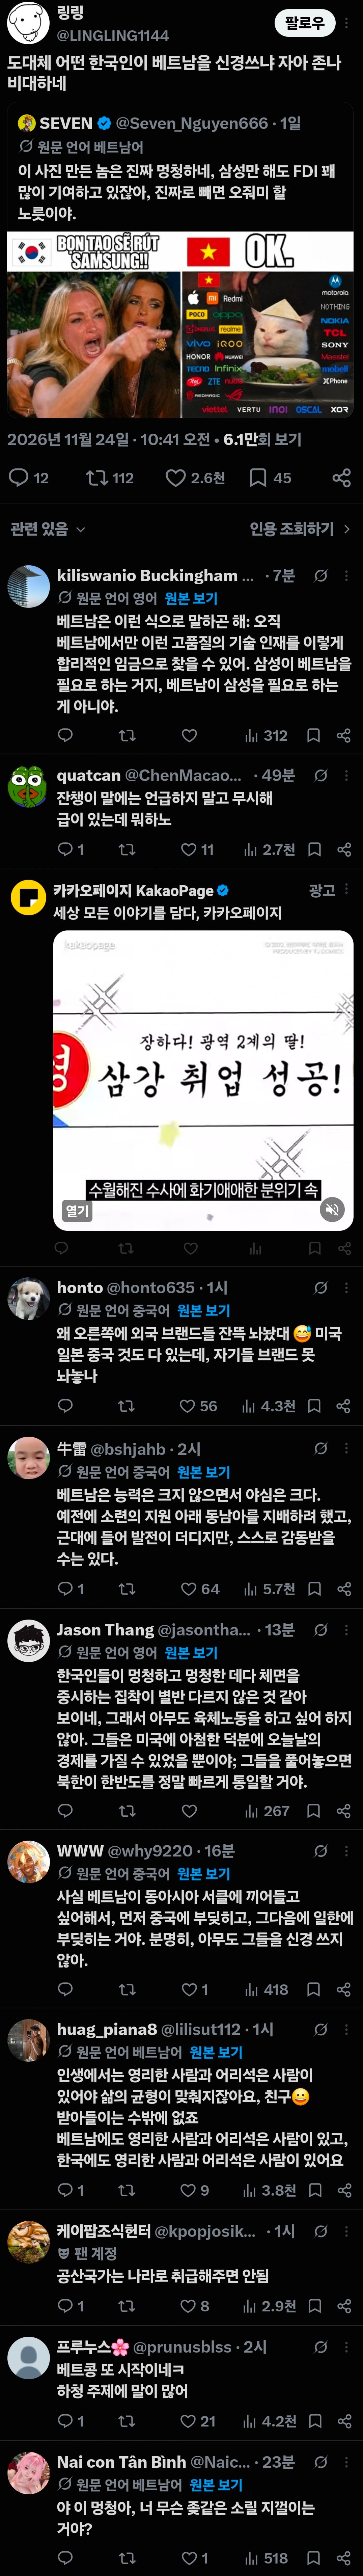 링링
@LINGLING1144
팔로우
도대체 어떤 한국인이 베트남을 신경쓰냐 자아 존나
비대하네
SEVEN @Seven_Nguyen666 · 1일
원문 언어 베트남어
이 사진 만든 놈은 진짜 멍청하네, 삼성만 해도 FDI 꽤
많이 기여하고 있잖아, 진짜로 빼면 오줘미 할
노릇이야.
BỌN TAO SẼ RÚT
SAMSUNG!!
OK.
mi Redmi
motorola
POCO oppo
NOTHING
realme
NOKIA
vivo iQOO
TCL
HONOR HUAWEI
SONY
TECNO Infinix
Masstel
ZTE nubia
mobell
REDMAGIC
XPhone
viettel VERTU INOI OSCAL XOR
2026년 11월 24일 · 10:41 오전 · 6.1만회 보기
12 112 2.6천 45
관련 있음
인용 조회하기
kiliswanio Buckingham ... · 7분
원문 언어 영어 원본 보기
베트남은 이런 식으로 말하곤 해: 오직
베트남에서만 이런 고품질의 기술 인재를 이렇게
합리적인 임금으로 찾을 수 있어. 삼성이 베트남을
필요로 하는 거지, 베트남이 삼성을 필요로 하는
게 아니야.
312
quatcan @ChenMacao... · 49분
잔챙이 말에는 언급하지 말고 무시해
급이 있는데 뭐하노
1 11 2.7천
카카오페이지 KakaoPage
광고
세상 모든 이야기를 담다, 카카오페이지
kakaopage
장하다! 광역 2계의 딸!
삼강 취업 성공!
수월해진 수사에 화기애애한 분위기 속
열기
honto @honto635 · 1시
원문 언어 중국어 원본 보기
왜 오른쪽에 외국 브랜드들 잔뜩 놔놨대 😅 미국
일본 중국 것도 다 있는데, 자기들 브랜드 못
놔놓나
56 4.3천
牛雷 @bshjahb · 2시
원문 언어 중국어 원본 보기
베트남은 능력은 크지 않으면서 야심은 크다.
예전에 소련의 지원 아래 동남아를 지배하려 했고,
근대에 들어 발전이 더디지만, 스스로 감동받을
수는 있다.
1 64 5.7천
Jason Thang @jasontha... · 13분
원문 언어 영어 원본 보기
한국인들이 멍청하고 멍청한 데다 체면을
중시하는 집착이 별반 다르지 않은 것 같아
보이네, 그래서 아무도 육체노동을 하고 싶어 하지
않아. 그들은 미국에 아첨한 덕분에 오늘날의
경제를 가질 수 있었을 뿐이야; 그들을 풀어놓으면
북한이 한반도를 정말 빠르게 통일할 거야.
267
WWW @why9220 · 16분
원문 언어 중국어 원본 보기
사실 베트남이 동아시아 서클에 끼어들고
싶어해서, 먼저 중국에 부딪히고, 그다음에 일한에
부딪히는 거야. 분명히, 아무도 그들을 신경 쓰지
않아.
1 418
huag_piana8 @lilisut112 · 1시
원문 언어 베트남어 원본 보기
인생에서는 영리한 사람과 어리석은 사람이
있어야 삶의 균형이 맞춰지잖아요, 친구😀
받아들이는 수밖에 없죠
베트남에도 영리한 사람과 어리석은 사람이 있고,
한국에도 영리한 사람과 어리석은 사람이 있어요
1 9 3.8천
케이팝조식헌터 @kpopjosik... · 1시
팬 계정
공산국가는 나라로 취급해주면 안됨
1 8 2.9천
프루누스🌸 @prunusblss · 2시
베트콩 또 시작이네ㅋ
하청 주제에 말이 많어
1 21 4.2천
Nai con Tân Bình @Naic... · 23분
원문 언어 베트남어 원본 보기
야 이 멍청아, 너 무슨 좆같은 소릴 지껄이는
거야?
1 518